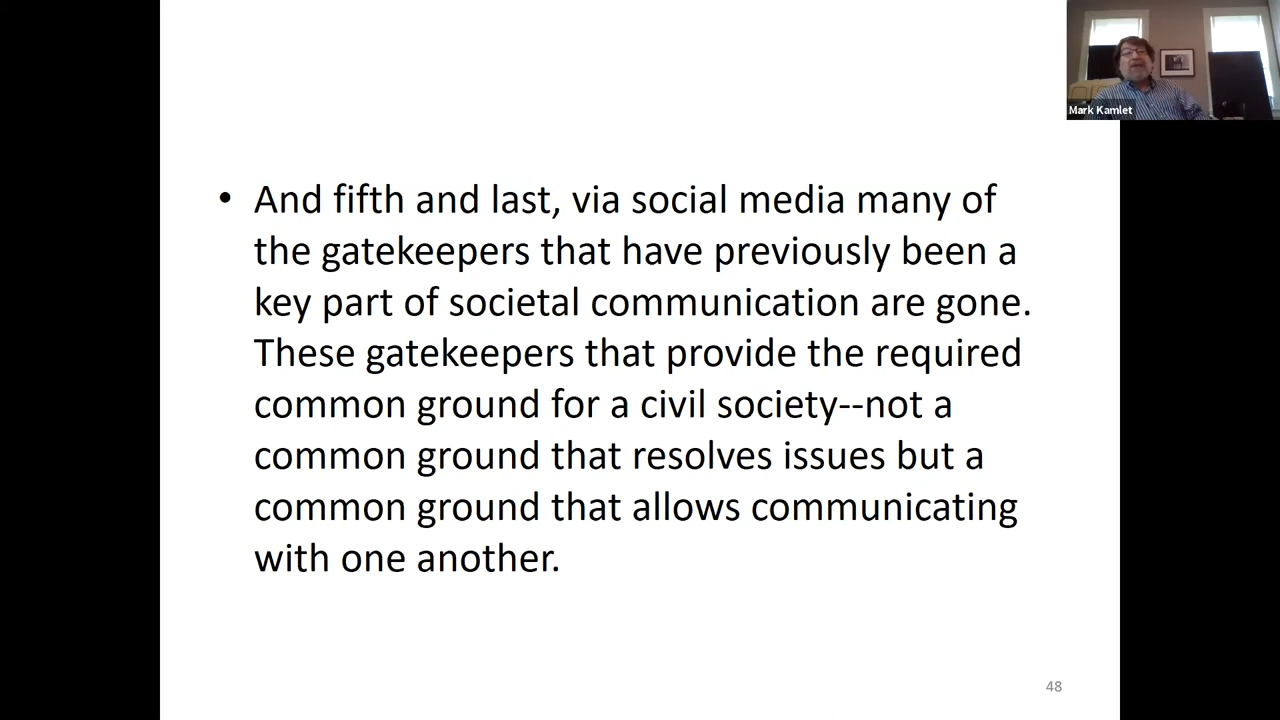 Mark Kamlet
• And fifth and last, via social media many of
the gatekeepers that have previously been a
key part of societal communication are gone.
These gatekeepers that provide the required
common ground for a civil society--not a
common ground that resolves issues but a
common ground that allows communicating
with one another.
48